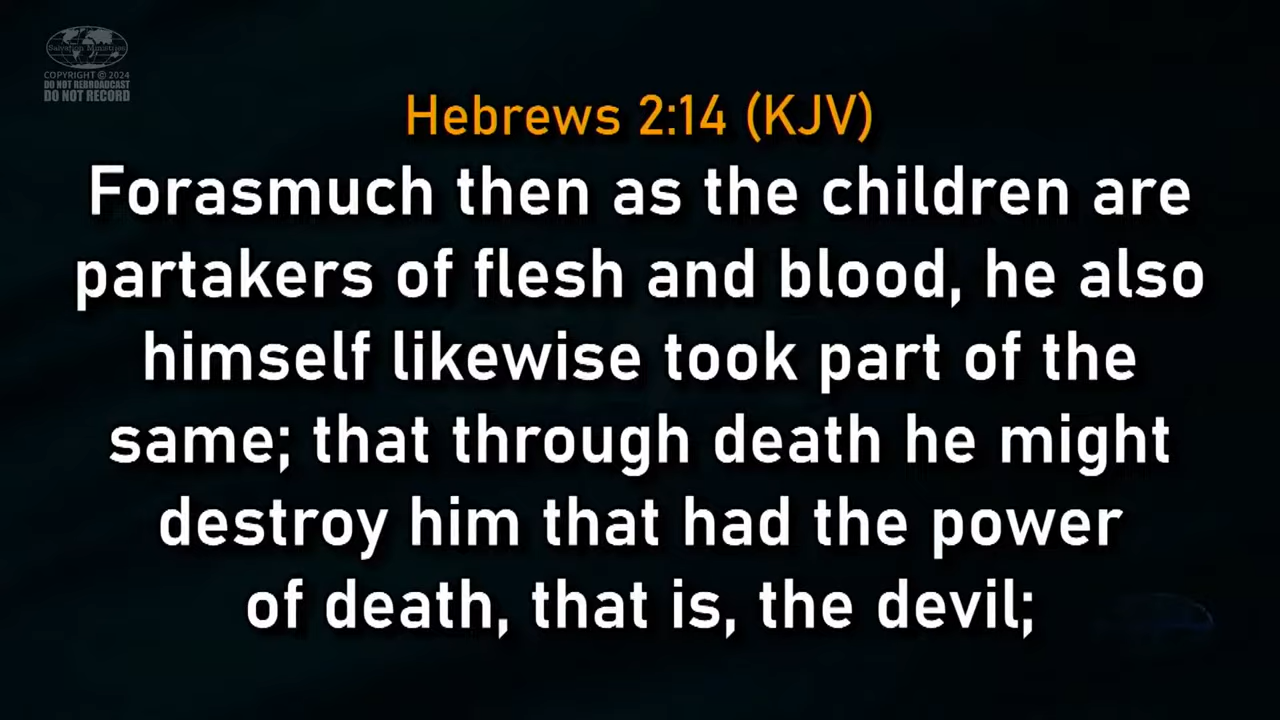 Salvation Ministries
COPYRIGHT © 2024
DO NOT REBROADCAST
DO NOT RECORD
Hebrews 2:14 (KJV)
Forasmuch then as the children are
partakers of flesh and blood, he also
himself likewise took part of the
same; that through death he might
destroy him that had the power
of death, that is, the devil;